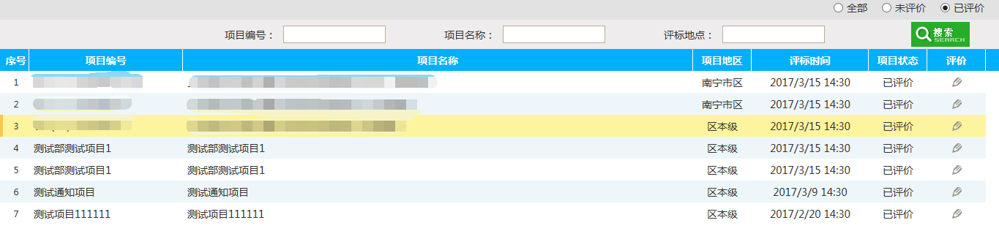 全部 未评价 已评价
项目编号： 项目名称： 评标地点： 搜索 SEARCH
序号 项目编号 项目名称 项目地区 评标时间 项目状态 评价
1 南宁市区 2017/3/15 14:30 已评价
2 南宁市区 2017/3/15 14:30 已评价
3 区本级 2017/3/15 14:30 已评价
4 测试部测试项目1 测试部测试项目1 区本级 2017/3/15 14:30 已评价
5 测试部测试项目1 测试部测试项目1 区本级 2017/3/15 14:30 已评价
6 测试通知项目 测试通知项目 区本级 2017/3/9 14:30 已评价
7 测试项目111111 测试项目111111 区本级 2017/2/20 14:30 已评价